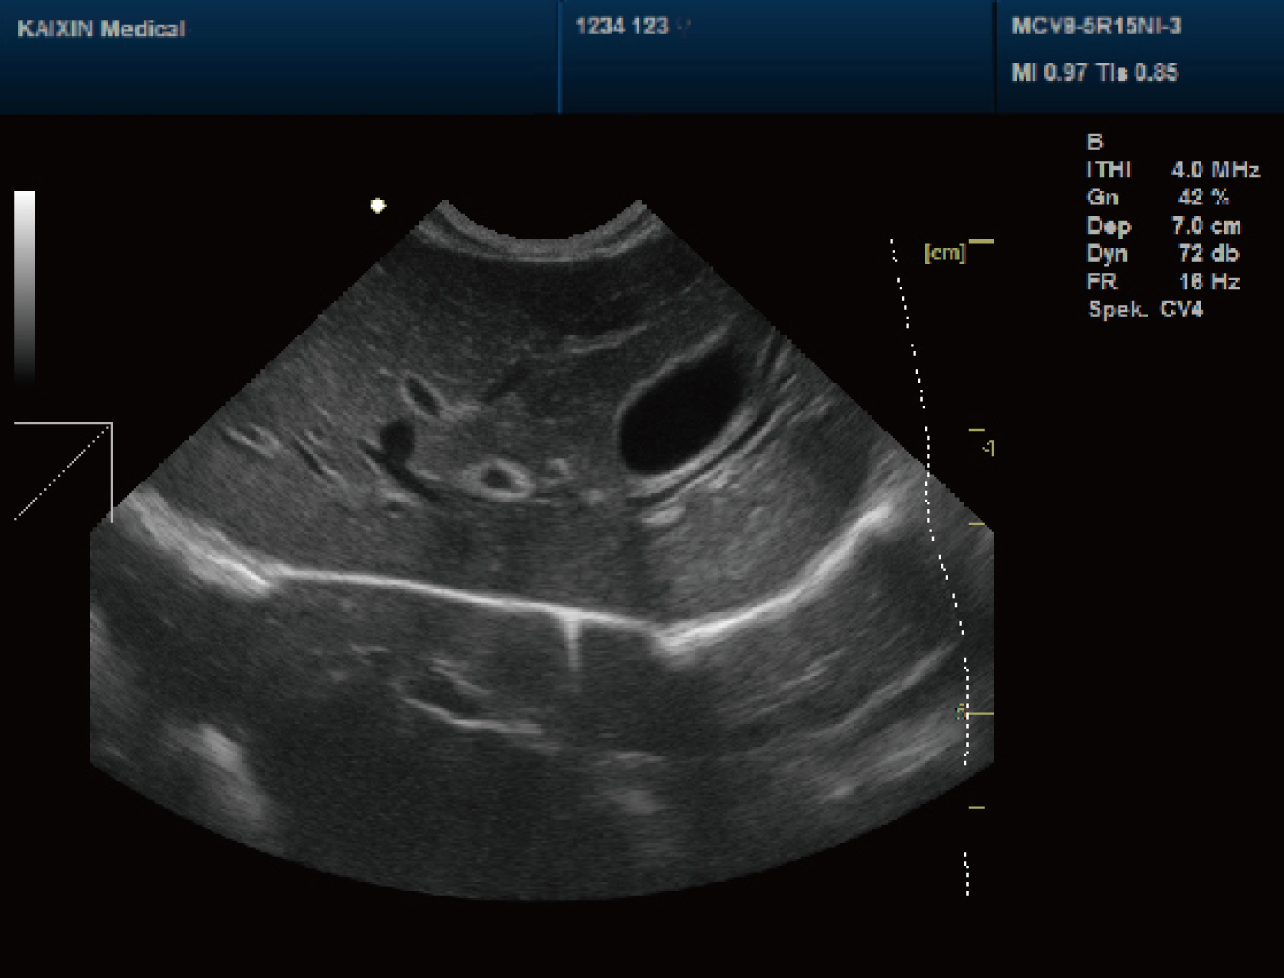 KAIXIN Medical
1234 123
MCV8-5R15NI-3
MI 0.97 TIs 0.85
B
ITHI 4.0 MHz
Gn 42 %
Dep 7.0 cm
Dyn 72 db
FR 16 Hz
Spek. CV4
[cm]